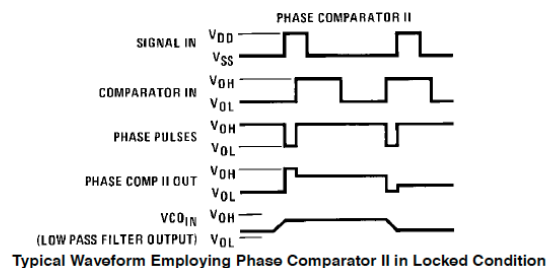 PHASE COMPARATOR II
SIGNAL IN VDD
VSS
COMPARATOR IN VOH
VOL
PHASE PULSES VOH
VOL
PHASE COMP II OUT VOH
VOL
VCOIN VOH
(LOW PASS FILTER OUTPUT) VOL
Typical Waveform Employing Phase Comparator II in Locked Condition